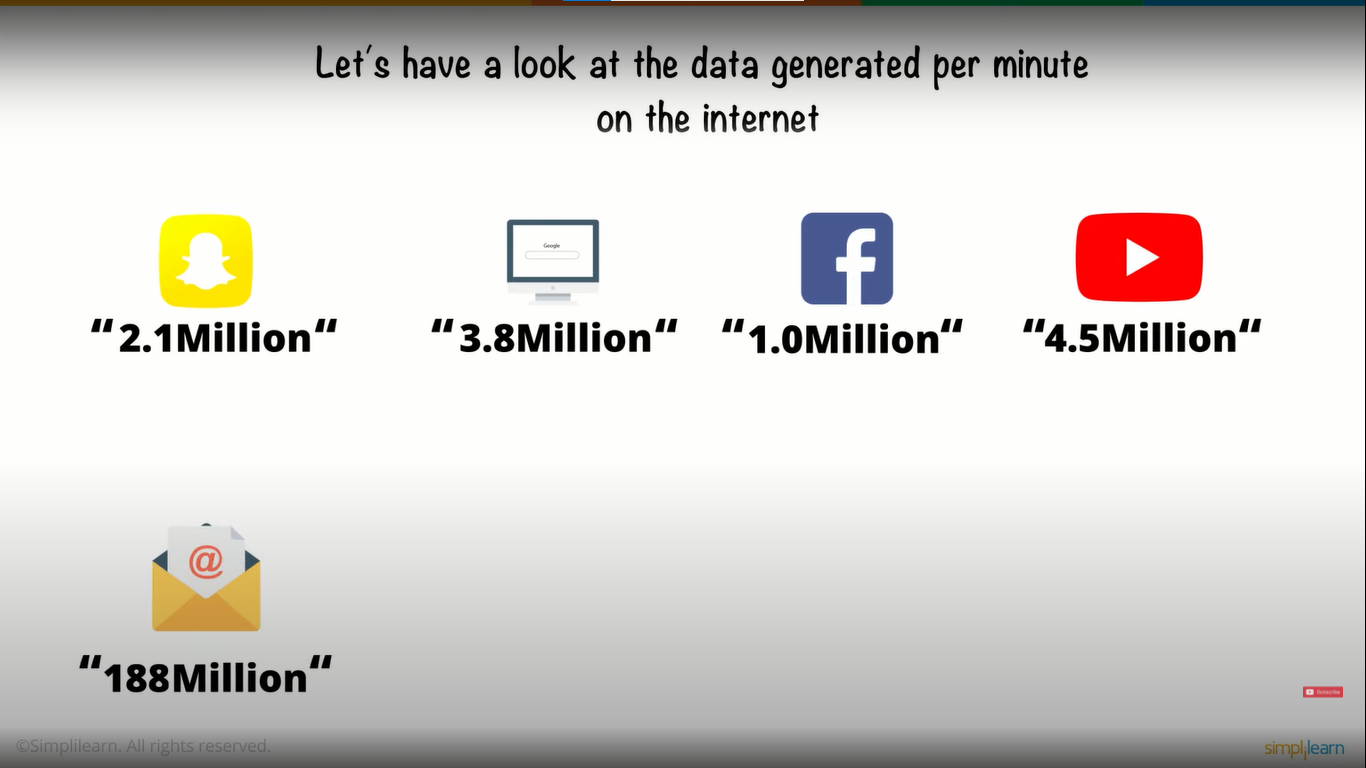 Let's have a look at the data generated per minute
on the internet
Google
“2.1Million“
“3.8Million“
“1.0Million“
“4.5Million“
@
“188Million“
Subscribe
©Simplilearn. All rights reserved.
simplilearn